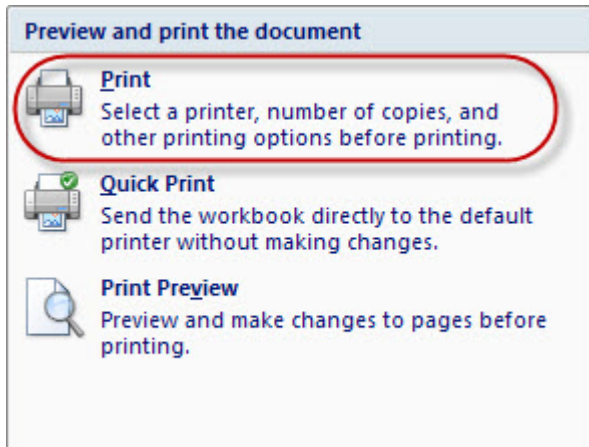 Preview and print the document
Print
Select a printer, number of copies, and
other printing options before printing.
Quick Print
Send the workbook directly to the default
printer without making changes.
Print Preview
Preview and make changes to pages before
printing.